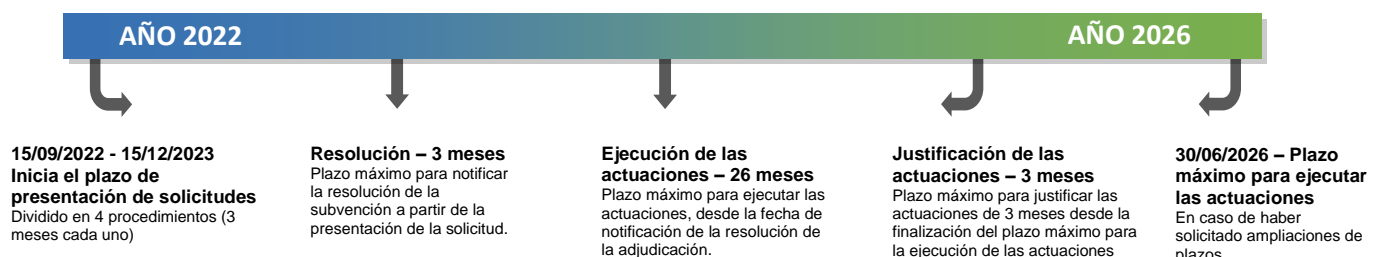 AÑO 2022
AÑO 2026
15/09/2022 - 15/12/2023
Inicia el plazo de
presentación de solicitudes
Dividido en 4 procedimientos (3
meses cada uno)
Resolución – 3 meses
Plazo máximo para notificar
la resolución de la
subvención a partir de la
presentación de la solicitud.
Ejecución de las
actuaciones – 26 meses
Plazo máximo para ejecutar las
actuaciones, desde la fecha de
notificación de la resolución de
la adjudicación.
Justificación de las
actuaciones – 3 meses
Plazo máximo para justificar las
actuaciones de 3 meses desde la
finalización del plazo máximo para
la ejecución de las actuaciones
30/06/2026 – Plazo
máximo para ejecutar
las actuaciones
En caso de haber
solicitado ampliaciones de
plazos